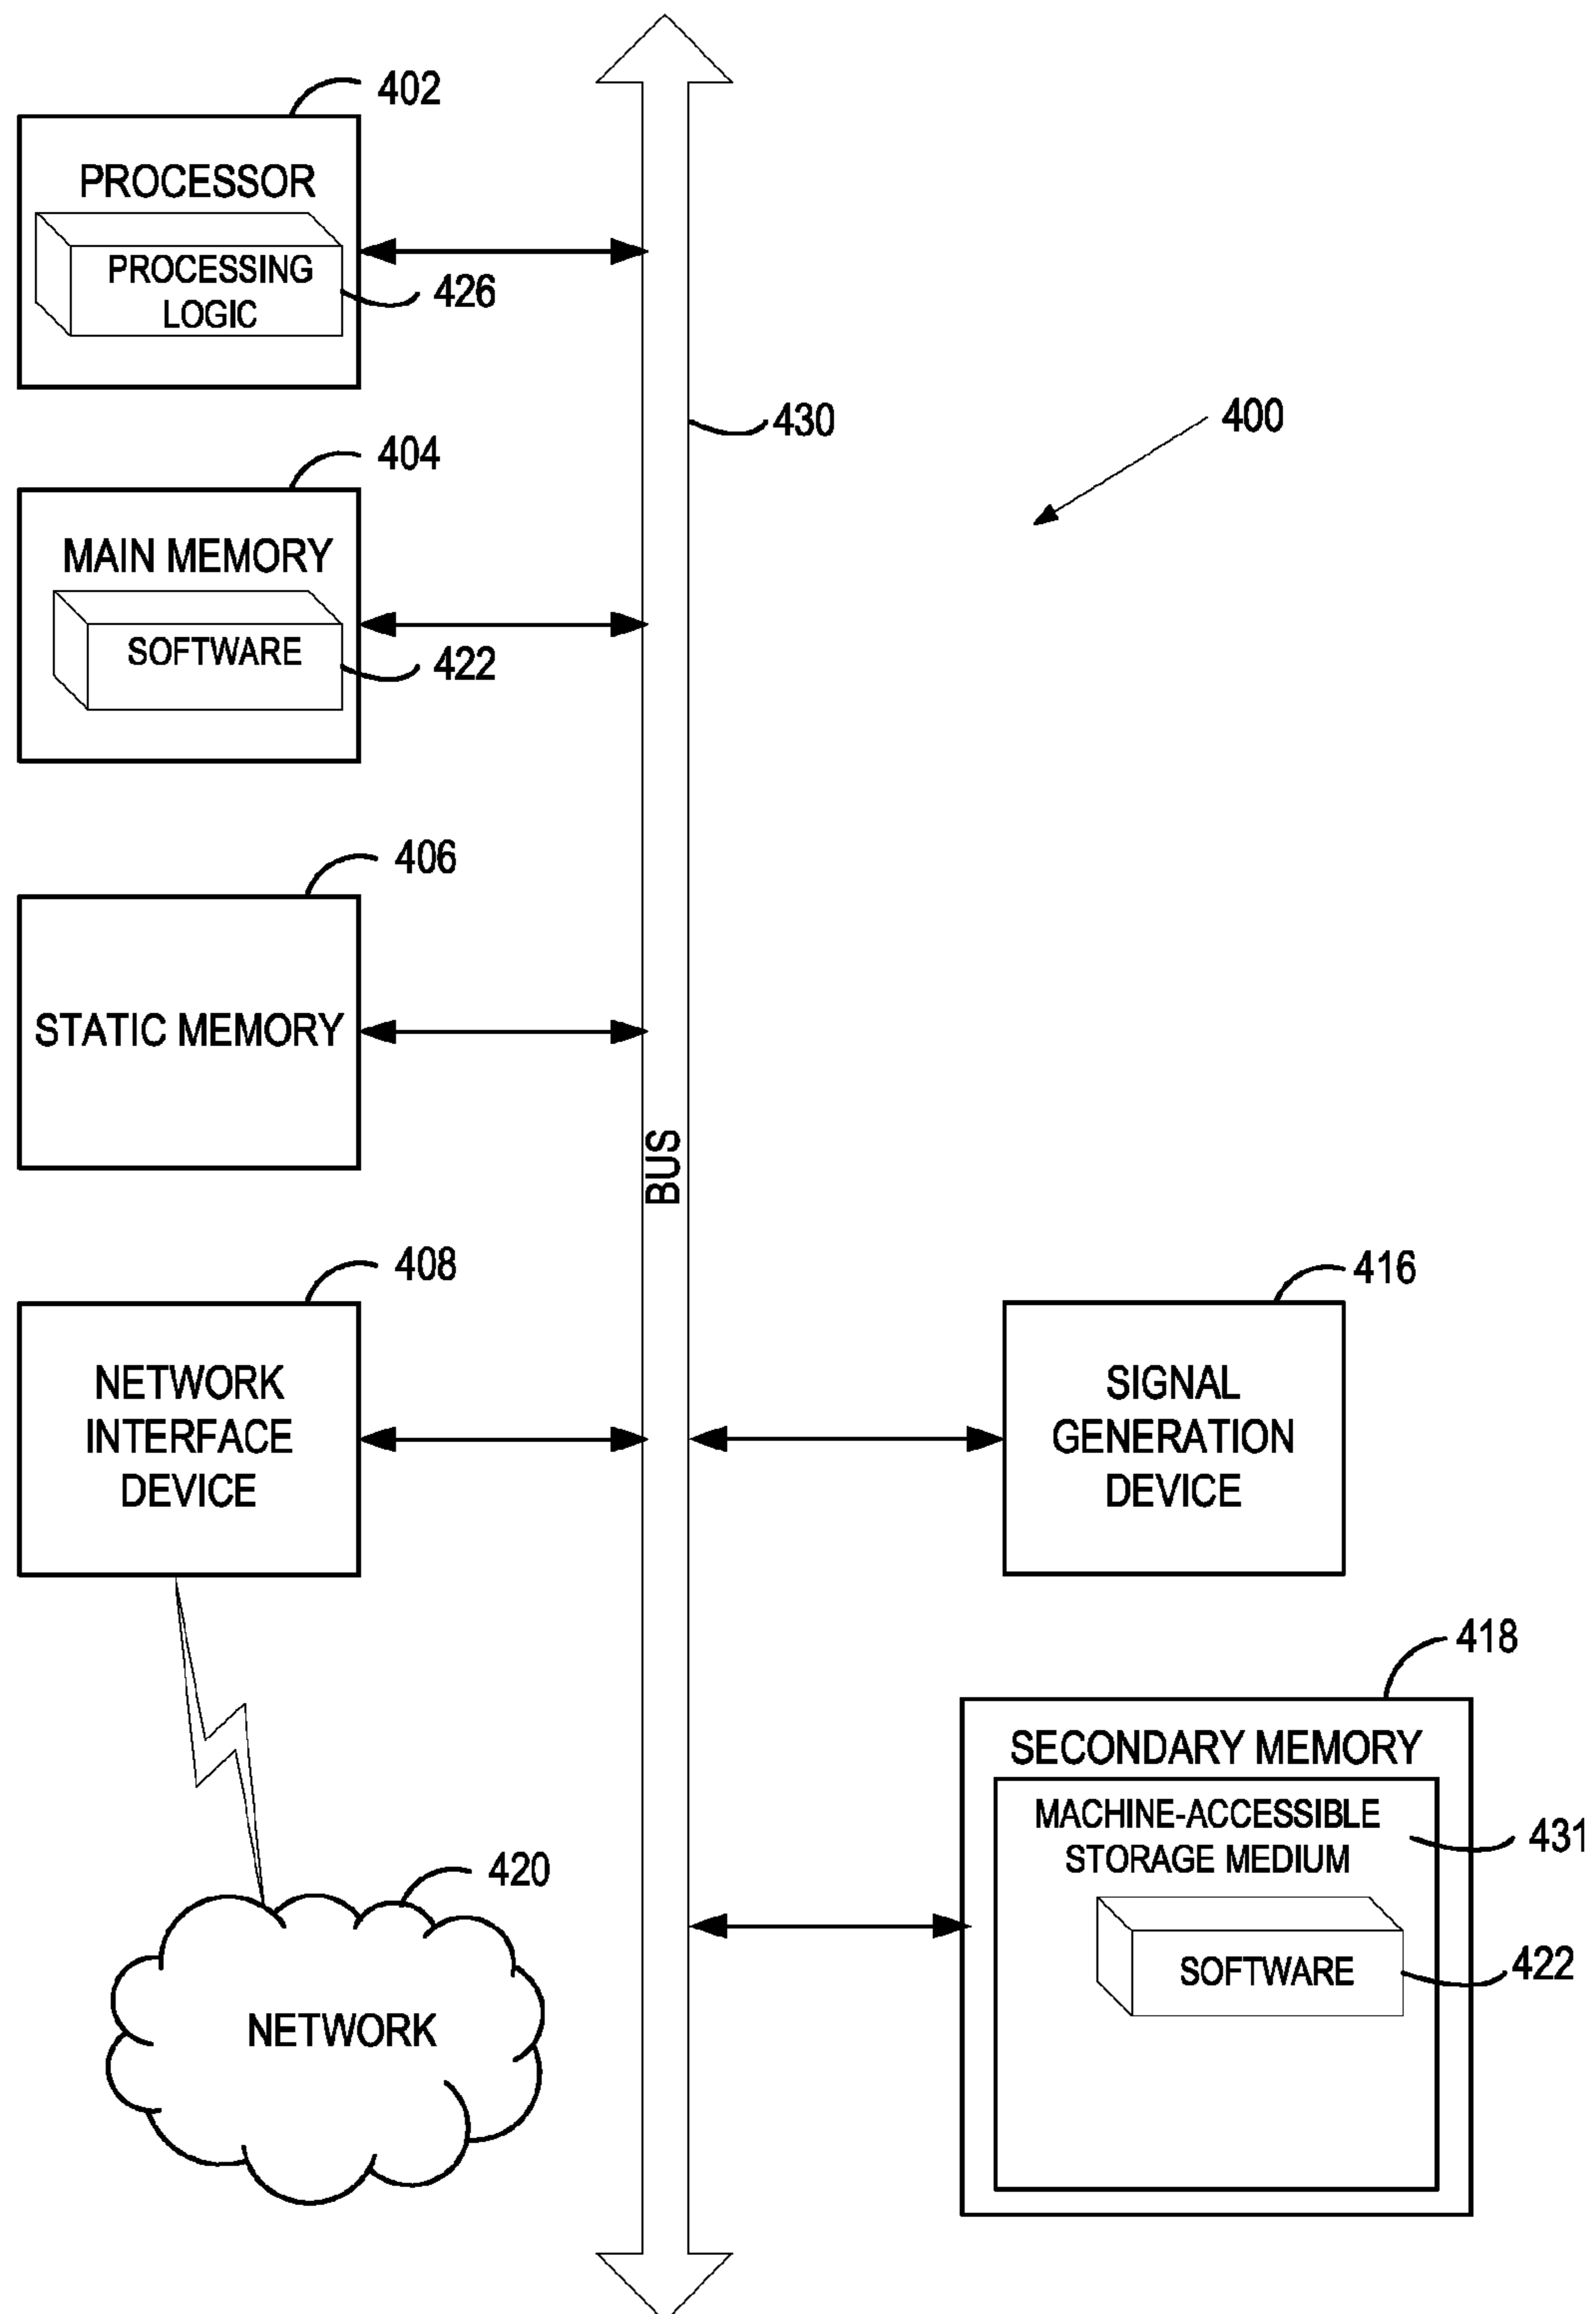 402
PROCESSOR
PROCESSING
LOGIC
426
430
400
404
MAIN MEMORY
SOFTWARE
422
406
STATIC MEMORY
BUS
408
NETWORK
INTERFACE
DEVICE
416
SIGNAL
GENERATION
DEVICE
418
SECONDARY MEMORY
MACHINE-ACCESSIBLE
STORAGE MEDIUM
431
SOFTWARE
422
420
NETWORK